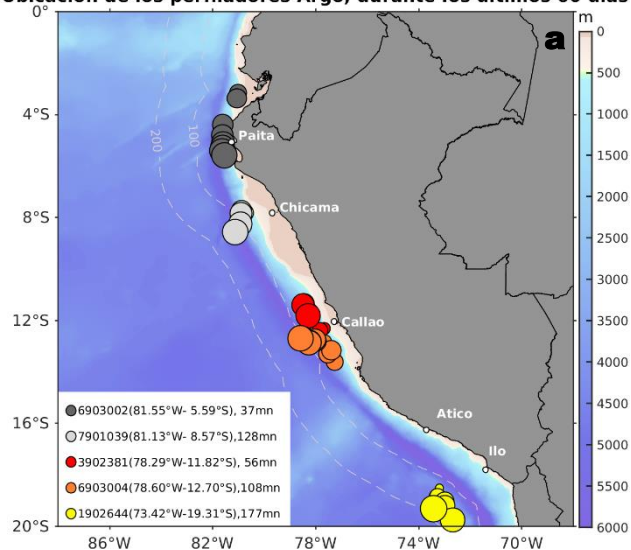 Ubicación de los perfiladores Argo, durante los últimos 60 días
a
m
0°
4°S
8°S
12°S
16°S
20°S
86°W
82°W
78°W
74°W
70°W
200
100
Paita
Chicama
Callao
Atico
Ilo
6903002(81.55°W- 5.59°S), 37mn
7901039(81.13°W- 8.57°S),128mn
3902381(78.29°W-11.82°S), 56mn
6903004(78.60°W-12.70°S),108mn
1902644(73.42°W-19.31°S),177mn
0
500
1000
1500
2000
2500
3000
3500
4000
4500
5000
5500
6000